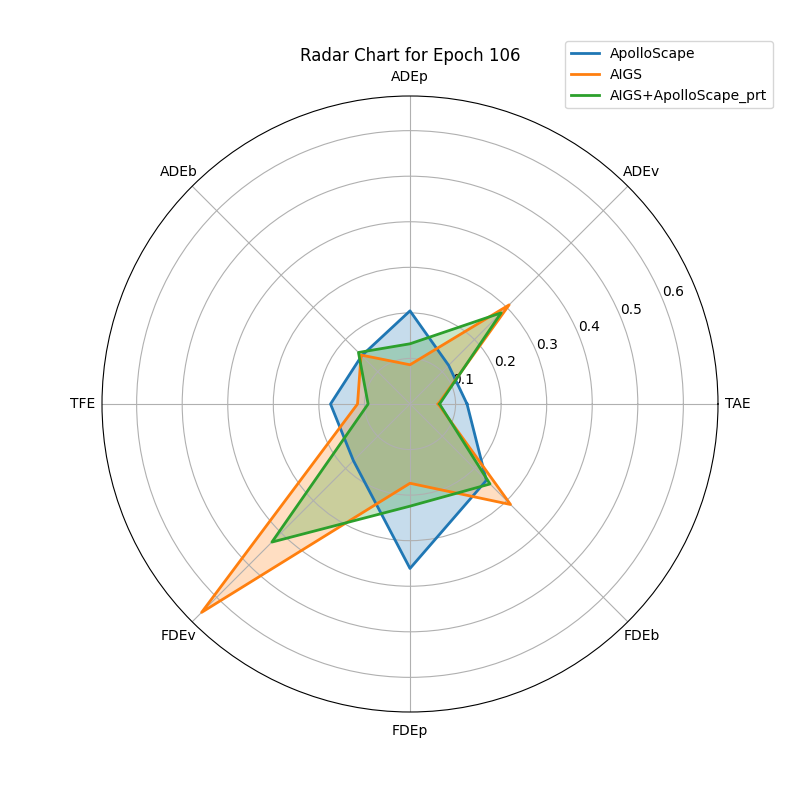 Radar Chart for Epoch 106
ApolloScape
AIGS
AIGS+ApolloScape_prt
ADEp
ADEb
ADEv
0.6
0.5
0.4
0.3
0.2
0.1
TFE
TAE
FDEv
FDEb
FDEp